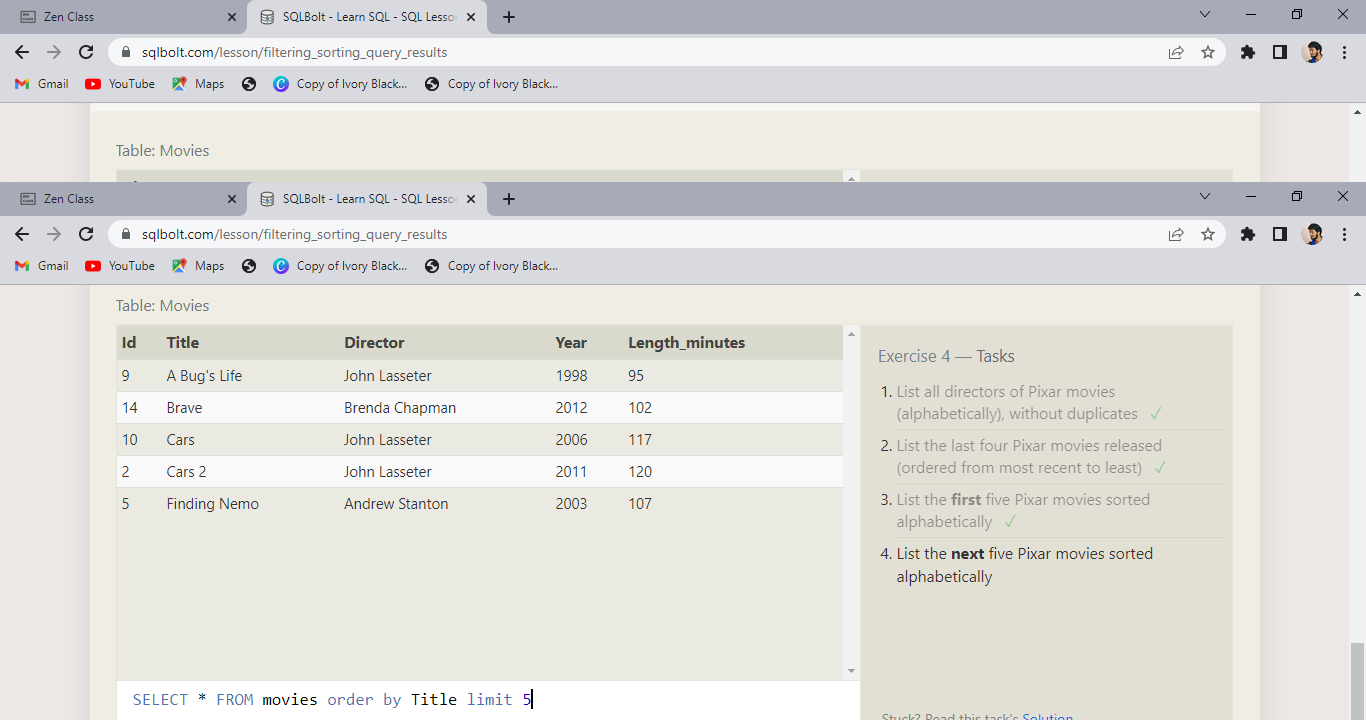 Zen Class
SQLBolt - Learn SQL - SQL Lesso
sqlbolt.com/lesson/filtering_sorting_query_results
Gmail YouTube Maps Copy of Ivory Black... Copy of Ivory Black...
Table: Movies
Zen Class
SQLBolt - Learn SQL - SQL Lesso
sqlbolt.com/lesson/filtering_sorting_query_results
Gmail YouTube Maps Copy of Ivory Black... Copy of Ivory Black...
Table: Movies
Id Title Director Year Length_minutes
9 A Bug's Life John Lasseter 1998 95
14 Brave Brenda Chapman 2012 102
10 Cars John Lasseter 2006 117
2 Cars 2 John Lasseter 2011 120
5 Finding Nemo Andrew Stanton 2003 107
SELECT * FROM movies order by Title limit 5
Exercise 4 — Tasks
1. List all directors of Pixar movies
(alphabetically), without duplicates ✓
2. List the last four Pixar movies released
(ordered from most recent to least) ✓
3. List the first five Pixar movies sorted
alphabetically ✓
4. List the next five Pixar movies sorted
alphabetically
Stuck? Read this task's Solution